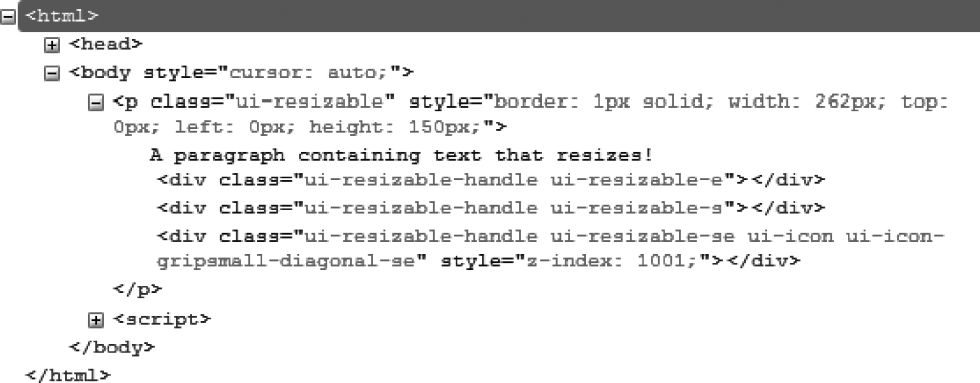 <html>
<head>
<body style="cursor: auto;">
<p class="ui-resizable" style="border: 1px solid; width: 262px; top:
0px; left: 0px; height: 150px;">
A paragraph containing text that resizes!
<div class="ui-resizable-handle ui-resizable-e"></div>
<div class="ui-resizable-handle ui-resizable-s"></div>
<div class="ui-resizable-handle ui-resizable-se ui-icon ui-icon-
gripsmall-diagonal-se" style="z-index: 1001;"></div>
</p>
<script>
</body>
</html>